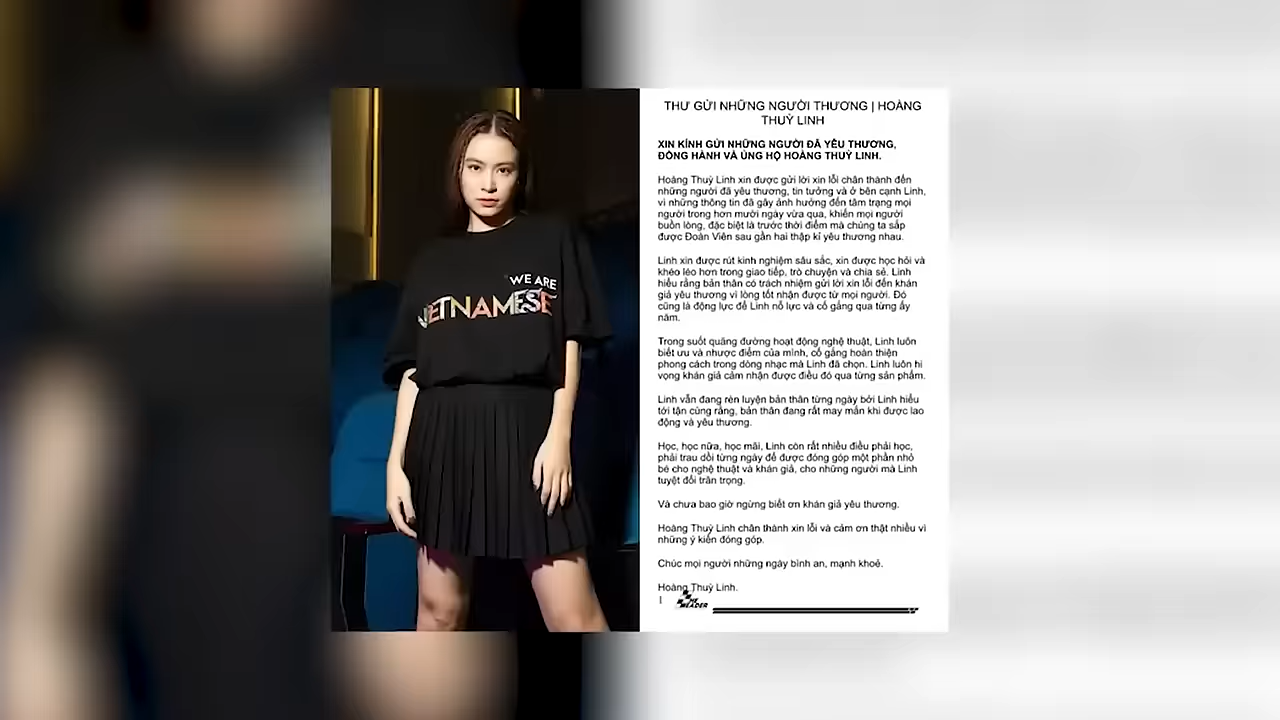 WE ARE
VIETNAMESE
THƯ GỬI NHỮNG NGƯỜI THƯƠNG | HOÀNG
THUỲ LINH
XIN KÍNH GỬI NHỮNG NGƯỜI ĐÃ YÊU THƯƠNG,
ĐỒNG HÀNH VÀ ỦNG HỘ HOÀNG THUỲ LINH.
Hoàng Thuỳ Linh xin được gửi lời xin lỗi chân thành đến
những người đã yêu thương, tin tưởng và ở bên cạnh Linh,
vì những thông tin đã gây ảnh hưởng đến tâm trạng mọi
người trong hơn mười ngày vừa qua, khiến mọi người
buồn lòng, đặc biệt là trước thời điểm mà chúng ta sắp
được Đoàn Viên sau gần hai thập kỉ yêu thương nhau.
Linh xin được rút kinh nghiệm sâu sắc, xin được học hỏi và
khéo léo hơn trong giao tiếp, trò chuyện và chia sẻ. Linh
hiểu rằng bản thân có trách nhiệm gửi lời xin lỗi đến khán
giả yêu thương vì lòng tốt nhận được từ mọi người. Đó
cũng là động lực để Linh nỗ lực và cố gắng qua từng ấy
năm.
Trong suốt quãng đường hoạt động nghệ thuật, Linh luôn
biết ưu và nhược điểm của mình, cố gắng hoàn thiện
phong cách trong dòng nhạc mà Linh đã chọn. Linh luôn hi
vọng khán giả cảm nhận được điều đó qua từng sản phẩm.
Linh vẫn đang rèn luyện bản thân từng ngày bởi Linh hiểu
tới tận cùng rằng, bản thân đang rất may mắn khi được lao
động và yêu thương.
Học, học nữa, học mãi, Linh còn rất nhiều điều phải học,
phải trau dồi từng ngày để được đóng góp một phần nhỏ
bé cho nghệ thuật và khán giả, cho những người mà Linh
tuyệt đối trân trọng.
Và chưa bao giờ ngừng biết ơn khán giả yêu thương.
Hoàng Thuỳ Linh chân thành xin lỗi và cảm ơn thật nhiều vì
những ý kiến đóng góp.
Chúc mọi người những ngày bình an, mạnh khoẻ.
Hoàng Thuỳ Linh.